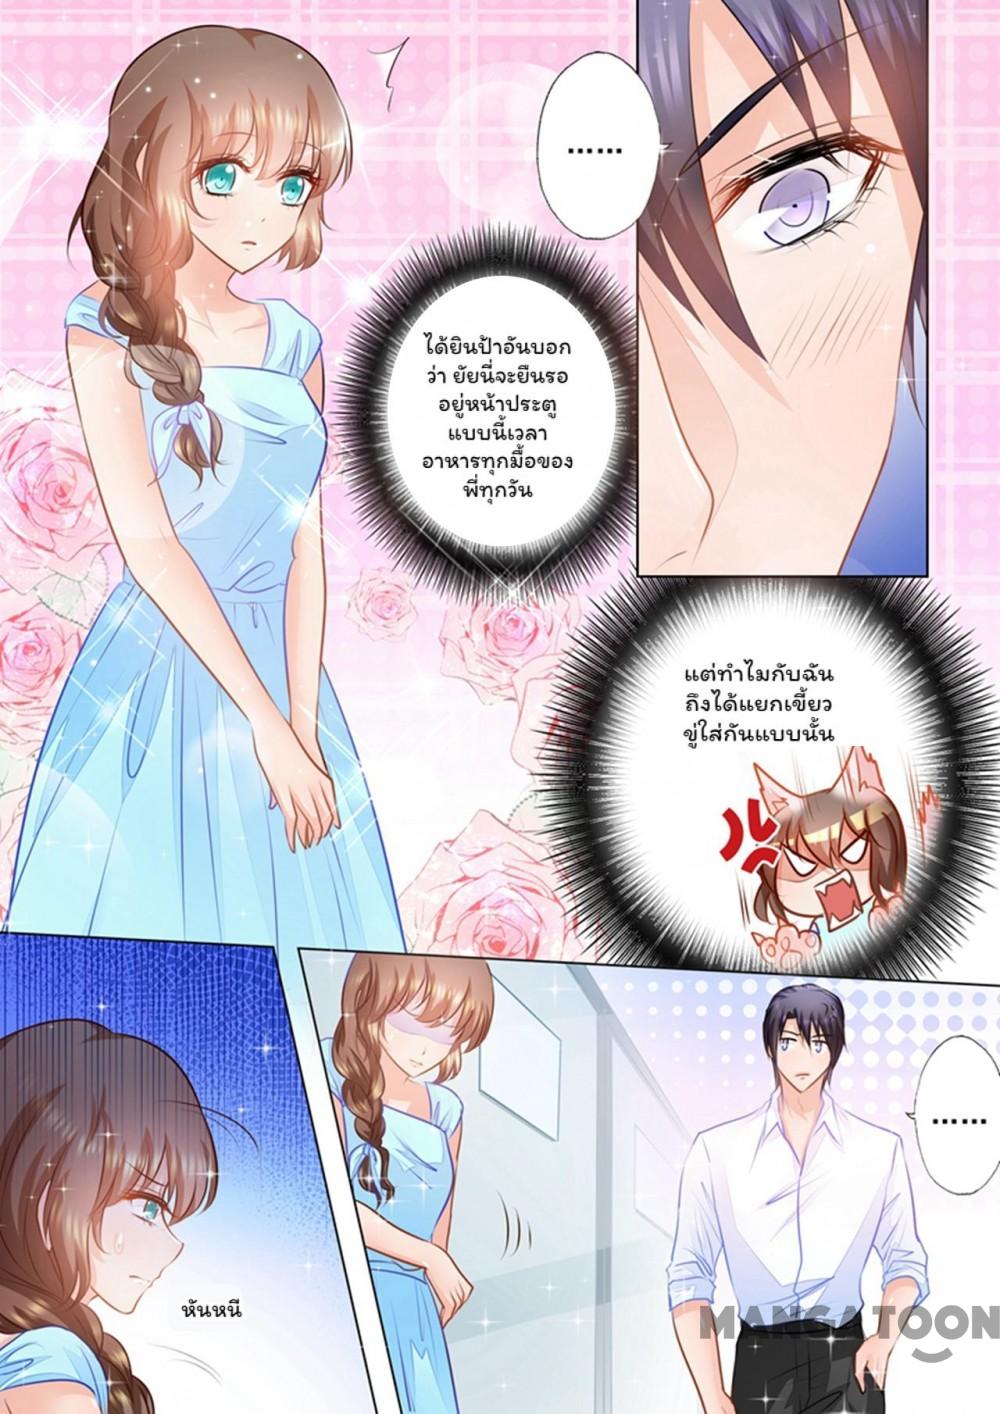 ......
ได้ยินป้าอันบอก
ว่า ยัยนี่จะยืนรอ
อยู่หน้าประตู
แบบนี้เวลา
อาหารทุกมื้อของ
พี่ทุกวัน
แต่ทำไมกับฉัน
ถึงได้แยกเขี้ยว
ขู่ใส่กันแบบนั้น
......
หันหนี
MANGATOON